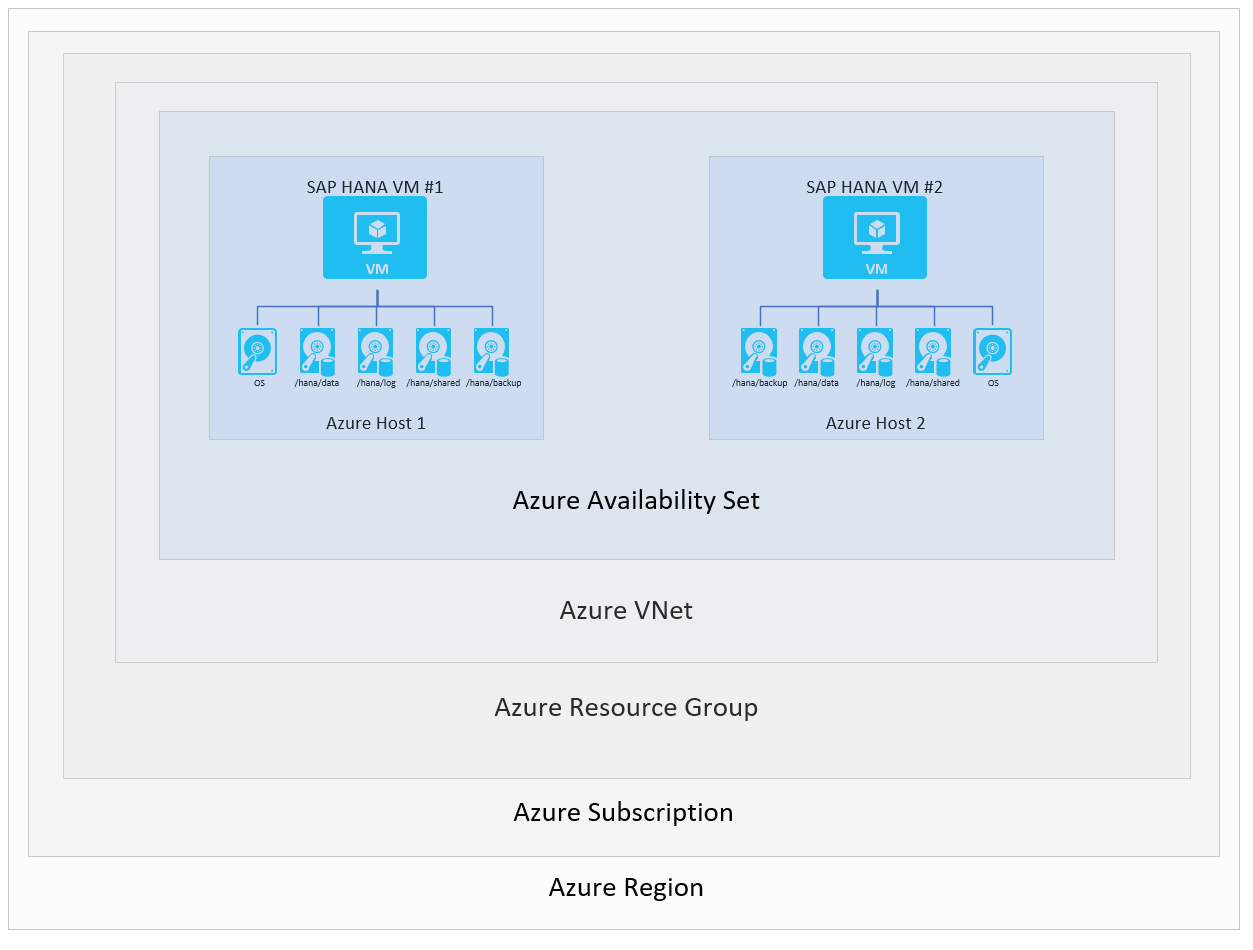 SAP HANA VM #1
VM
OS
/hana/data
/hana/log
/hana/shared
/hana/backup
Azure Host 1
SAP HANA VM #2
VM
/hana/backup
/hana/data
/hana/log
/hana/shared
OS
Azure Host 2
Azure Availability Set
Azure VNet
Azure Resource Group
Azure Subscription
Azure Region